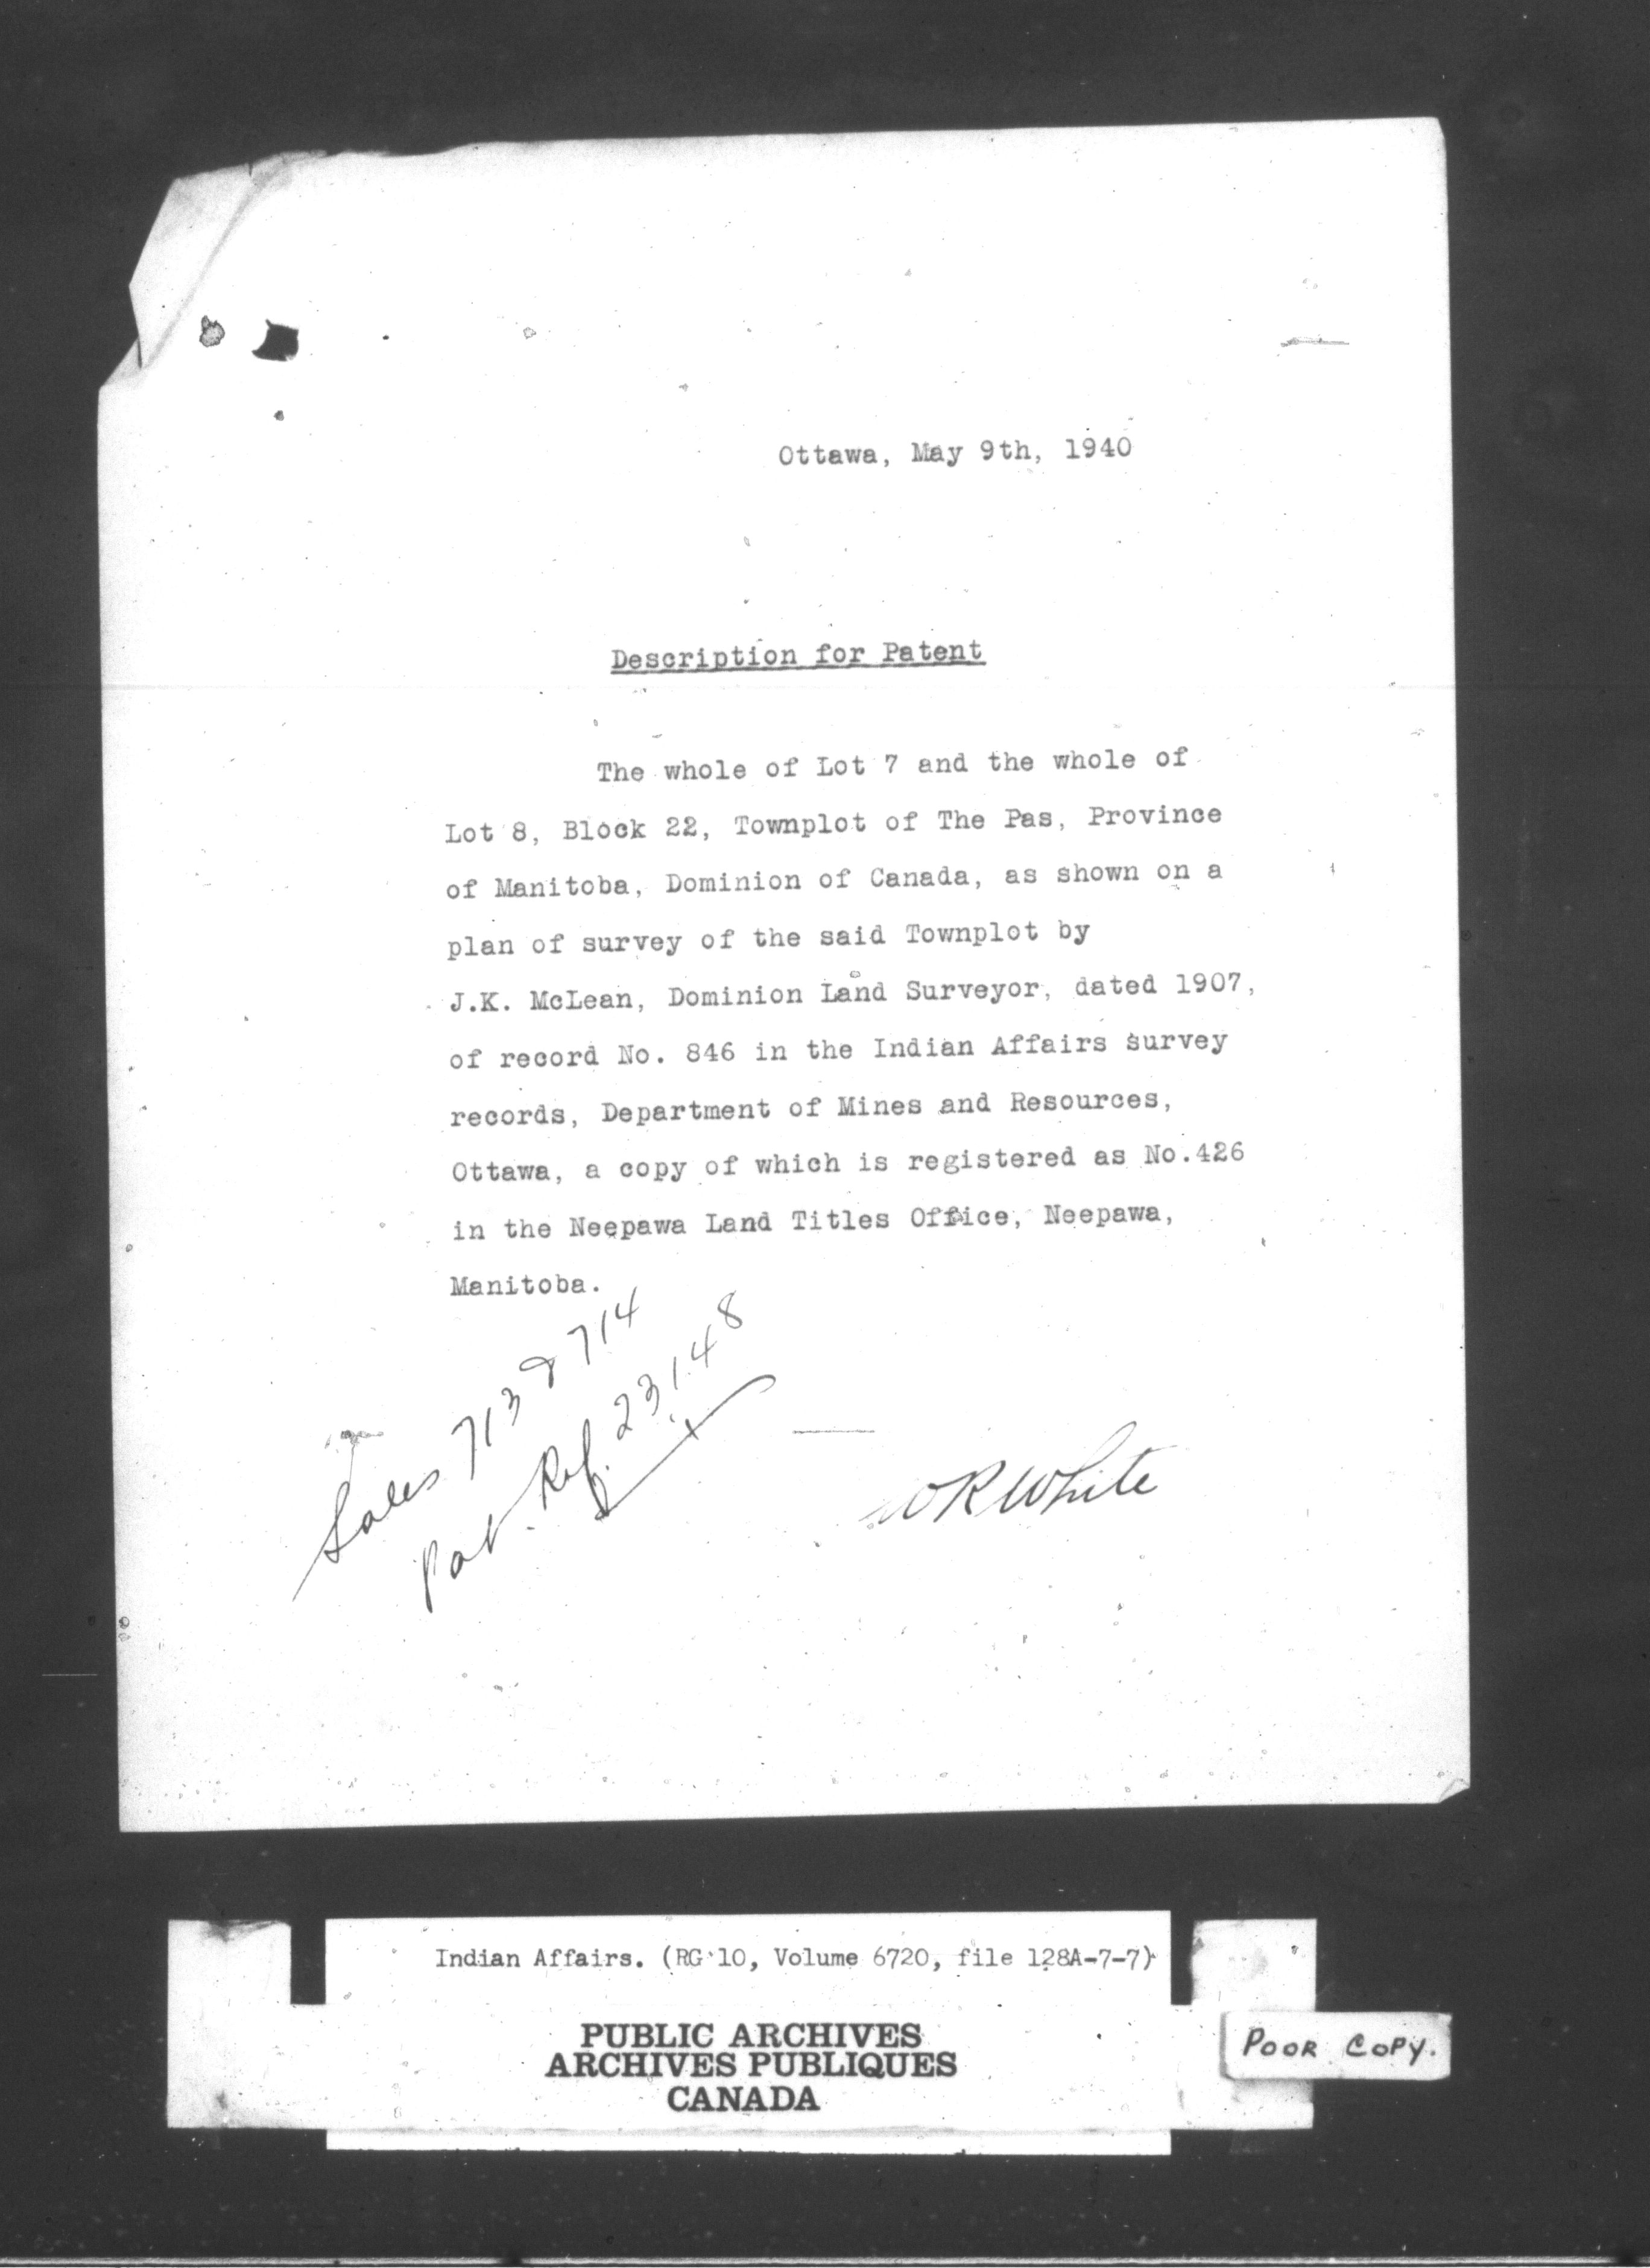 Ottawa, May 9th, 1940
Description for Patent
The whole of Lot 7 and the whole of
Lot 8, Block 22, Townplot of The Pas, Province
of Manitoba, Dominion of Canada, as shown on a
plan of survey of the said Townplot by
J.K. McLean, Dominion Land Surveyor, dated 1907,
of record No. 846 in the Indian Affairs survey
records, Department of Mines and Resources,
Ottawa, a copy of which is registered as No.426
in the Neepawa Land Titles Office, Neepawa,
Manitoba.
Sales 713 & 714
Pat. Ref. 23148
WRWhite
Indian Affairs. (RG 10, Volume 6720, file 128A-7-7)
PUBLIC ARCHIVES
ARCHIVES PUBLIQUES
CANADA
POOR COPY.